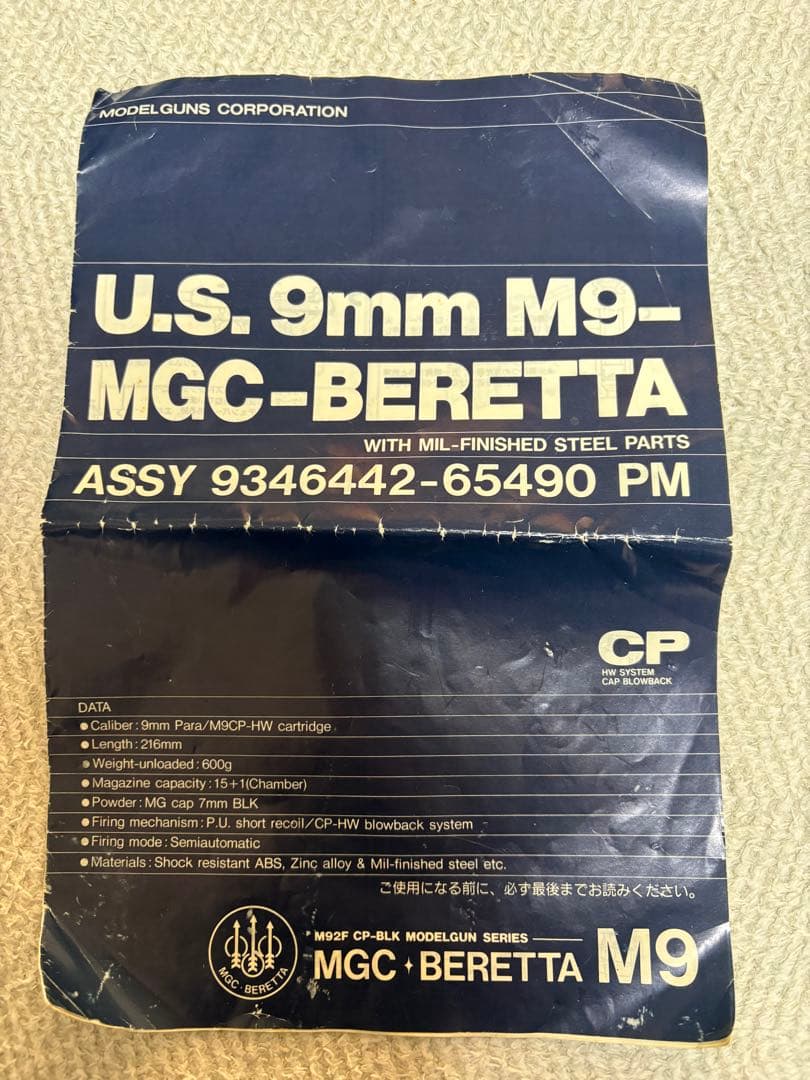 MODELGUNS CORPORATION
U.S. 9mm M9-
MGC-BERETTA
WITH MIL-FINISHED STEEL PARTS
ASSY 9346442-65490 PM
CP
HW SYSTEM
CAP BLOWBACK
DATA
●Caliber : 9mm Para/M9CP-HW cartridge
●Length : 216mm
●Weight-unloaded : 600g
●Magazine capacity : 15+1(Chamber)
●Powder : MG cap 7mm BLK
●Firing mechanism : P.U. short recoil/CP-HW blowback system
●Firing mode : Semiautomatic
●Materials : Shock resistant ABS, Zinc alloy & Mil-finished steel etc.
ご使用になる前に、必ず最後までお読みください。
M92F CP-BLK MODELGUN SERIES
MGC BERETTA M9
MGC・BERETTA